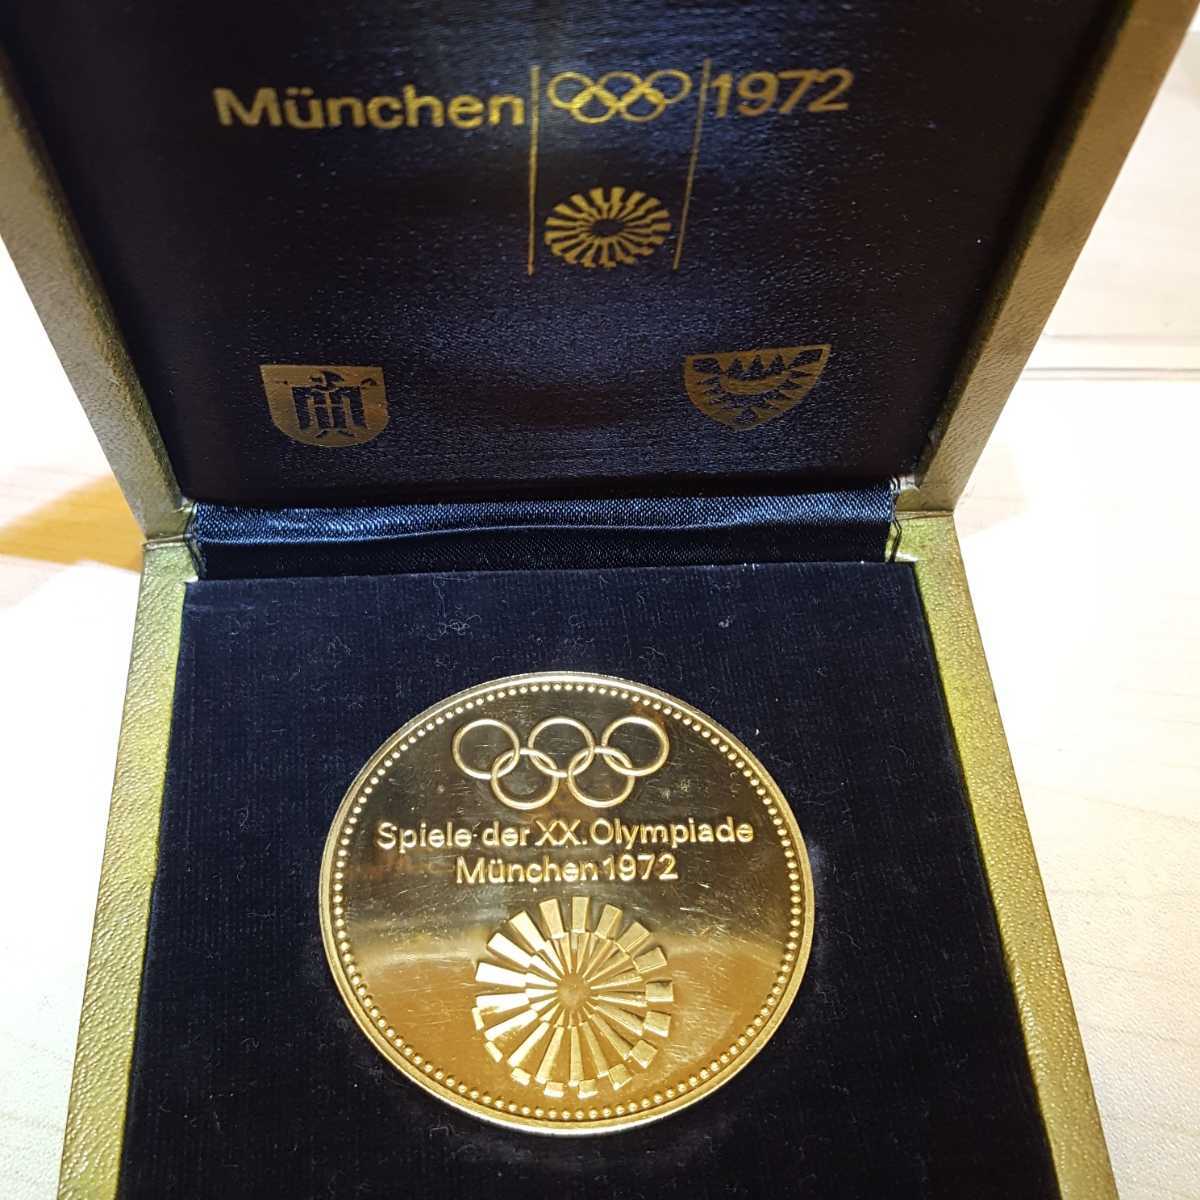 München 1972
Spiele der XX. Olympiade
München 1972